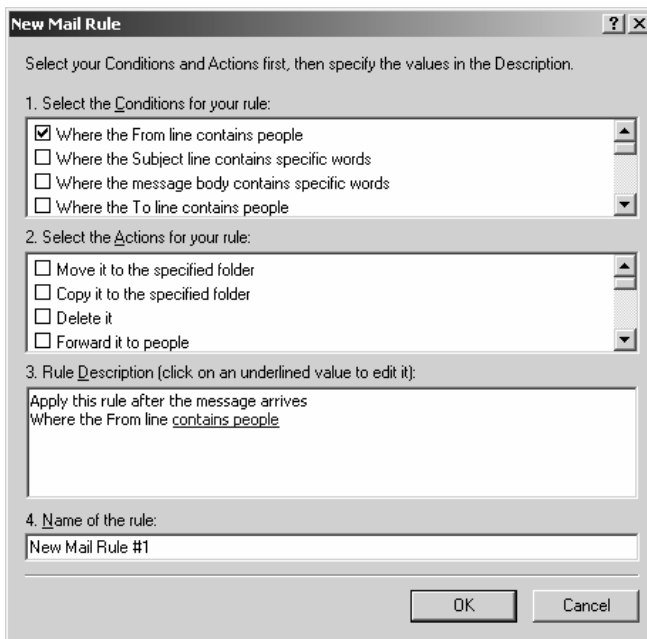 New Mail Rule
Select your Conditions and Actions first, then specify the values in the Description.
1. Select the Conditions for your rule:
Where the From line contains people
Where the Subject line contains specific words
Where the message body contains specific words
Where the To line contains people
2. Select the Actions for your rule:
Move it to the specified folder
Copy it to the specified folder
Delete it
Forward it to people
3. Rule Description (click on an underlined value to edit it):
Apply this rule after the message arrives
Where the From line contains people
4. Name of the rule:
New Mail Rule #1
OK Cancel